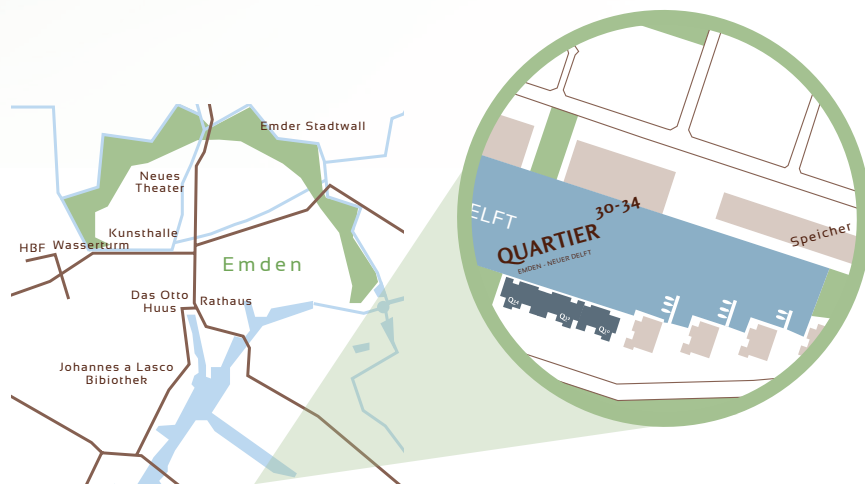 Emder Stadtwall
Neues
Theater
Kunsthalle
HBF
Wasserturm
Emden
Das Otto
Huus
Rathaus
Johannes a Lasco
Bibiothek
ELFT
30-34
QUARTIER
EMDEN - NEUER DELFT
Speicher